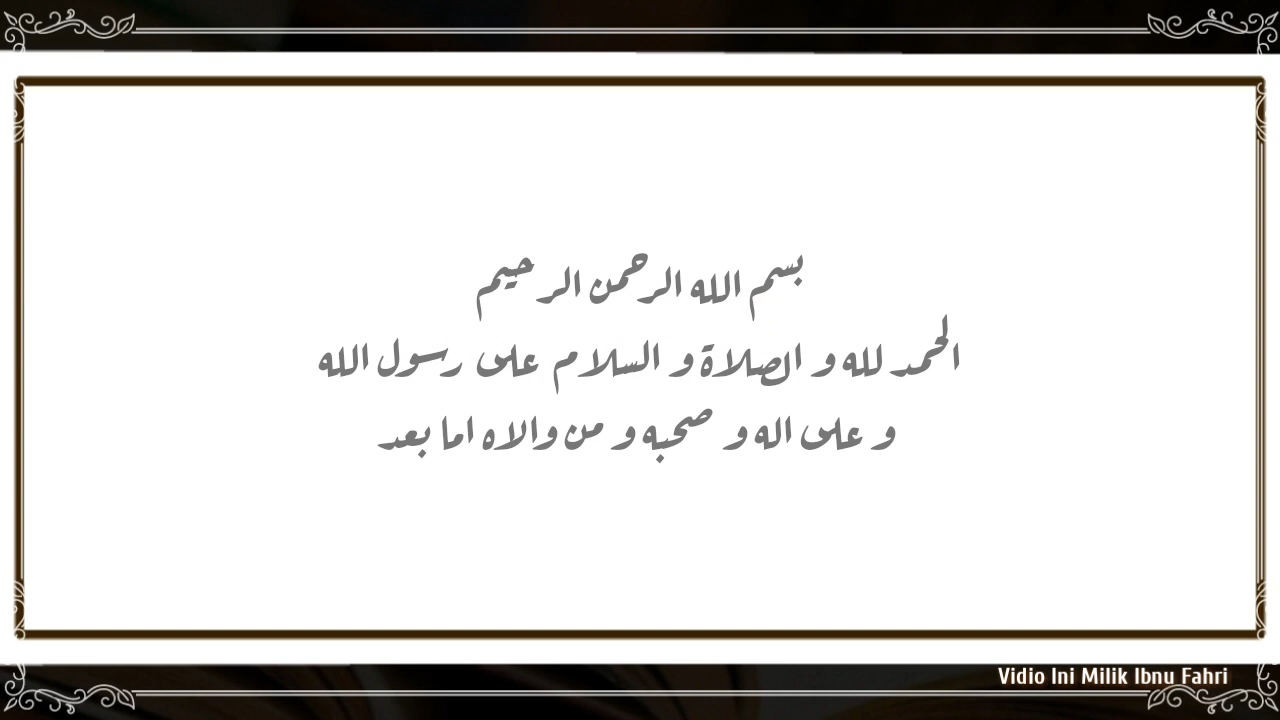 بسم الله الرحمن الرحيم
الحمد لله و الصلاة و السلام على رسول الله
و على اله و صحبه و من والاه اما بعد
Vidio Ini Milik Ibnu Fahri